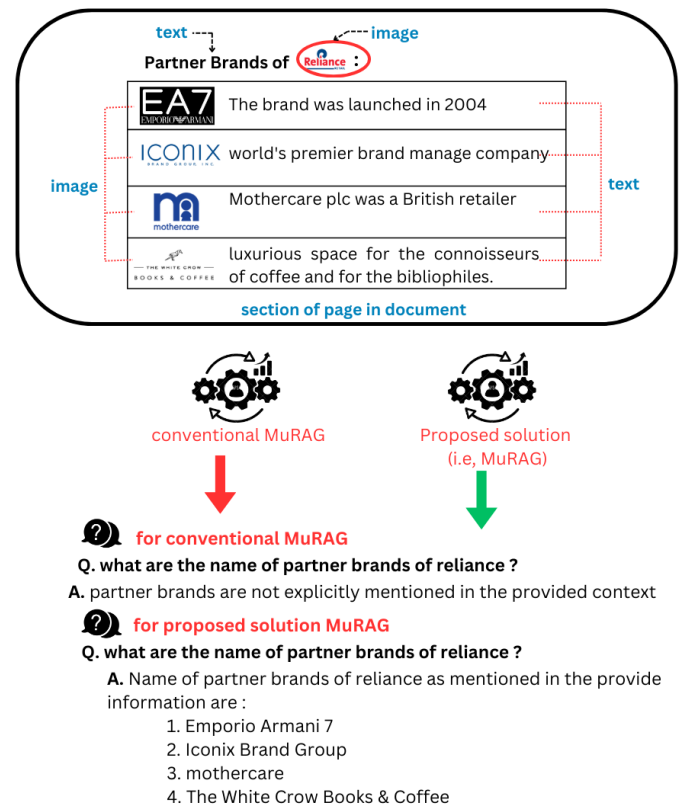 text
image
Partner Brands of Reliance :
EA7
EMPORIO ARMANI
The brand was launched in 2004
ICONIX
BRAND GROUP, INC.
world's premier brand manage company
image
text
mothercare
Mothercare plc was a British retailer
THE WHITE CROW
BOOKS & COFFEE
luxurious space for the connoisseurs
of coffee and for the bibliophiles.
section of page in document
conventional MuRAG
Proposed solution
(i.e, MuRAG)
? for conventional MuRAG
Q. what are the name of partner brands of reliance ?
A. partner brands are not explicitly mentioned in the provided context
? for proposed solution MuRAG
Q. what are the name of partner brands of reliance ?
A. Name of partner brands of reliance as mentioned in the provide
information are :
1. Emporio Armani 7
2. Iconix Brand Group
3. mothercare
4. The White Crow Books & Coffee